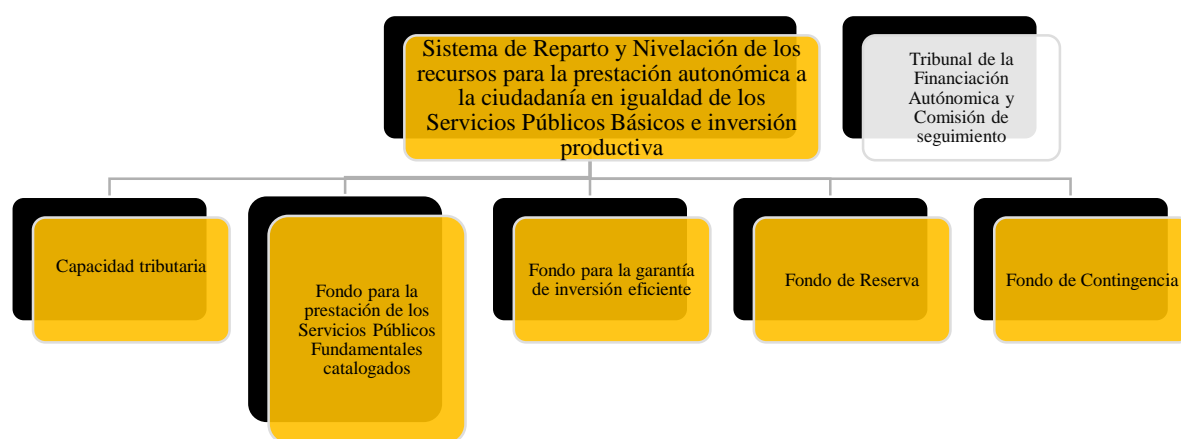 Sistema de Reparto y Nivelación de los
recursos para la prestación autonómica a
la ciudadanía en igualdad de los
Servicios Públicos Básicos e inversión
productiva
Tribunal de la
Financiación
Autónomica y
Comisión de
seguimiento
Capacidad tributaria
Fondo para la
prestación de los
Servicios Públicos
Fundamentales
catalogados
Fondo para la garantía
de inversión eficiente
Fondo de Reserva
Fondo de Contingencia